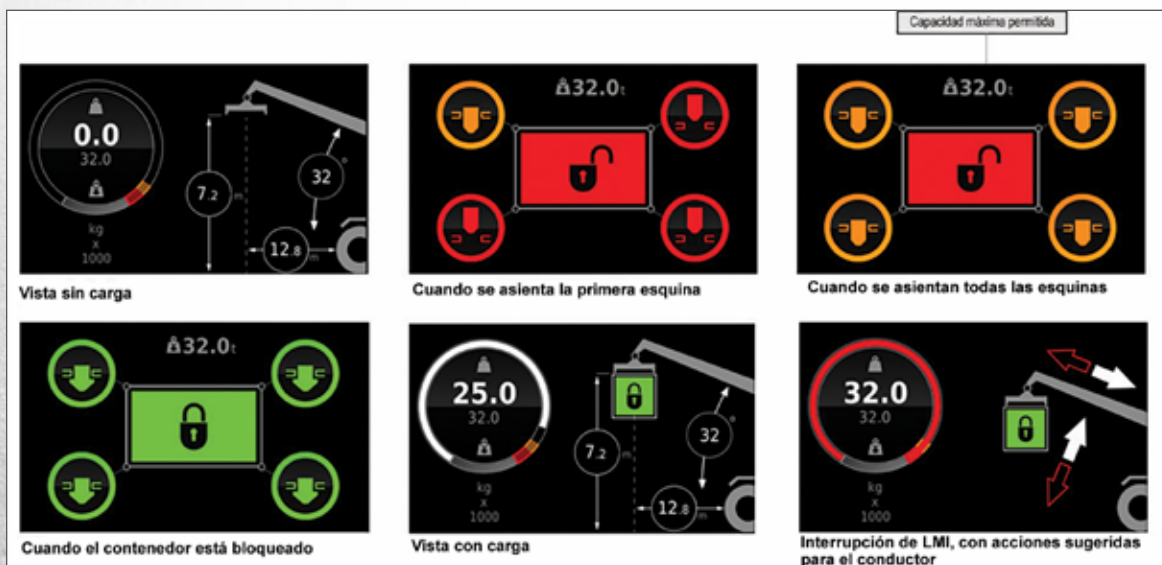 Capacidad máxima permitida
0.0
32.0
kg
x
1000
7.2 m
32 °
12.8 m
Vista sin carga
32.0t
Cuando se asienta la primera esquina
32.0t
Cuando se asientan todas las esquinas
32.0t
Cuando el contenedor está bloqueado
25.0
32.0
kg
x
1000
7.2 m
32 °
12.8 m
Vista con carga
32.0
32.0
kg
x
1000
Interrupción de LMI, con acciones sugeridas
para el conductor